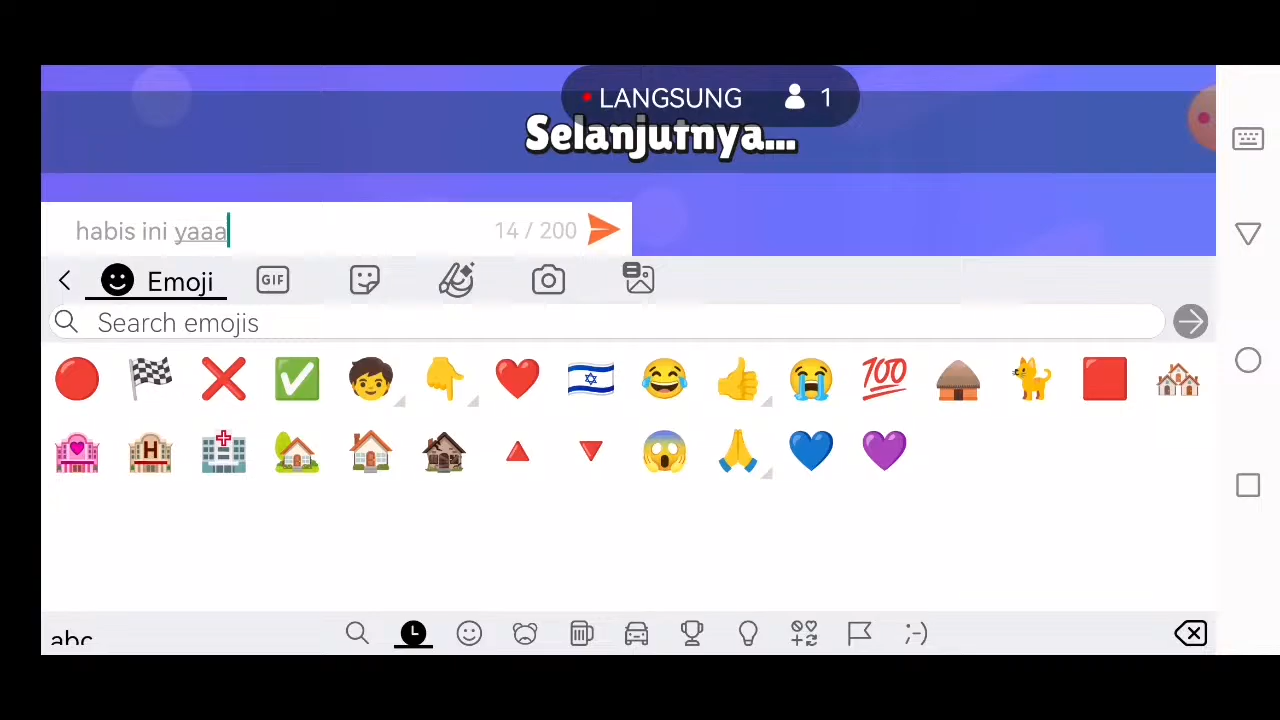 LANGSUNG 1
Selanjutnya...
habis ini yaaa 14 / 200
Emoji GIF
Search emojis
abc